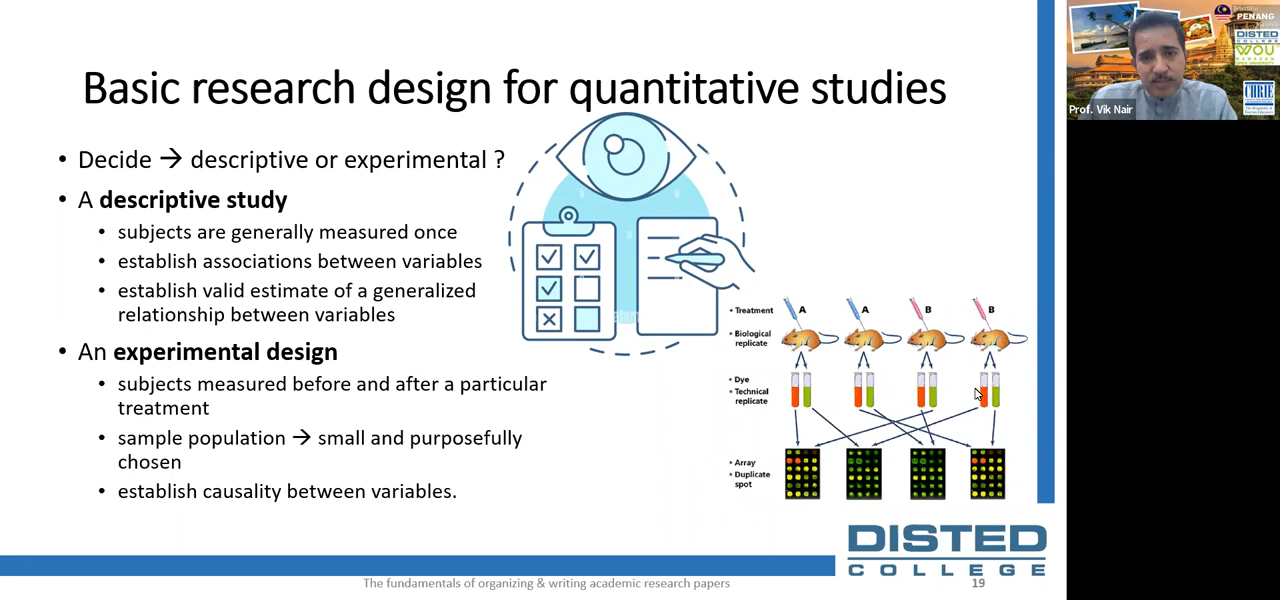 Basic research design for quantitative studies
• Decide → descriptive or experimental ?
• A descriptive study
• subjects are generally measured once
• establish associations between variables
• establish valid estimate of a generalized
relationship between variables
• An experimental design
• subjects measured before and after a particular
treatment
• sample population → small and purposefully
chosen
• establish causality between variables.
• Treatment
A
A
B
B
• Biological
replicate
• Dye
• Technical
replicate
• Array
• Duplicate
spot
DISTED
COLLEGE
The fundamentals of organizing & writing academic research papers
19
PENANG
DISTED
COLLEGE
WOU
CHRIE
Prof. Vik Nair